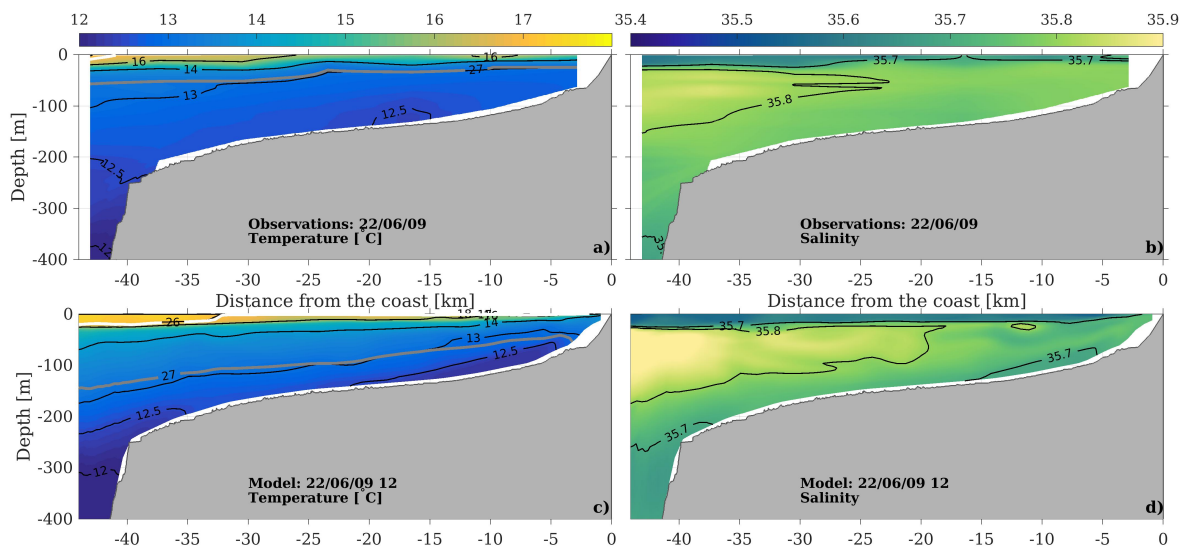 12 13 14 15 16 17 35.4 35.5 35.6 35.7 35.8 35.9
0
-100
-200
-300
-400
Depth [m]
16 16
14 27
13
12.5
12.5
12
Observations: 22/06/09
Temperature [°C]
a)
35.7 35.7
35.8
35.
Observations: 22/06/09
Salinity
b)
-40 -35 -30 -25 -20 -15 -10 -5 0 -40 -35 -30 -25 -20 -15 -10 -5 0
Distance from the coast [km]
0
-100
-200
-300
-400
Depth [m]
26 14
13
12.5
27
12.5
12
Model: 22/06/09 12
Temperature [°C]
c)
35.7 35.8
35.7
35.7
Model: 22/06/09 12
Salinity
d)
-40 -35 -30 -25 -20 -15 -10 -5 0 -40 -35 -30 -25 -20 -15 -10 -5 0